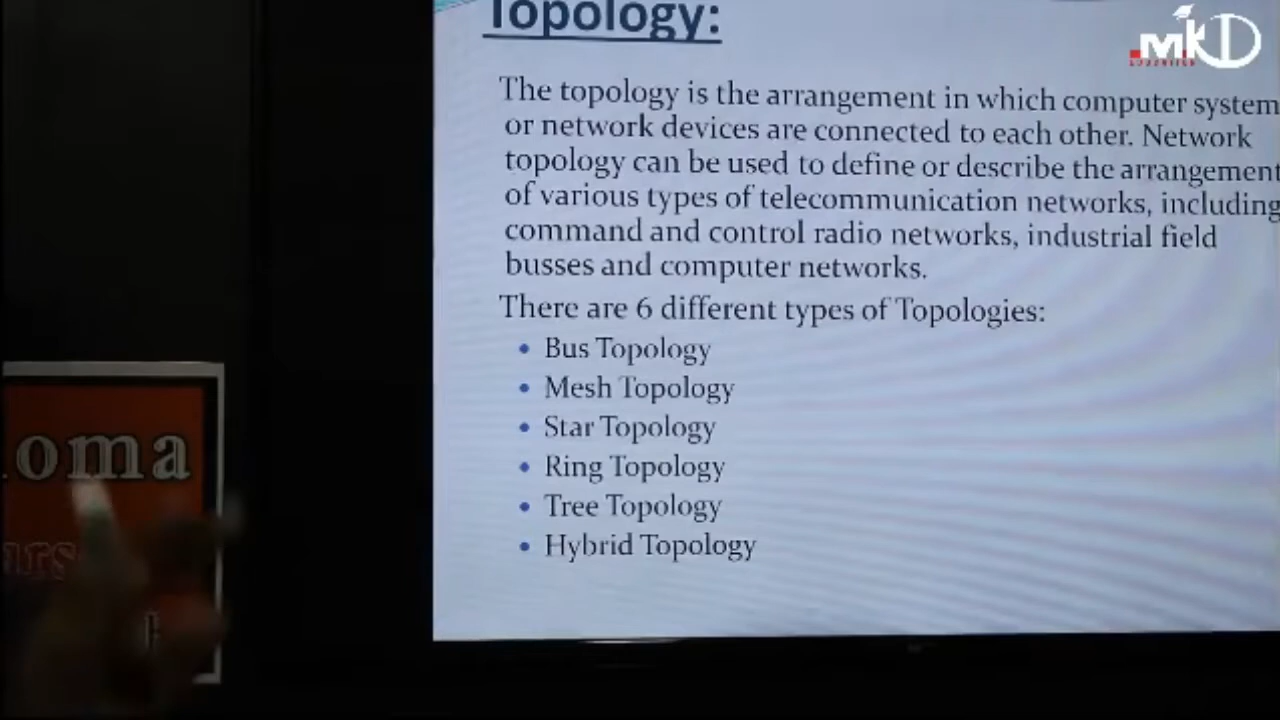 Topology:
The topology is the arrangement in which computer system
or network devices are connected to each other. Network
topology can be used to define or describe the arrangement
of various types of telecommunication networks, including
command and control radio networks, industrial field
busses and computer networks.
There are 6 different types of Topologies:
• Bus Topology
• Mesh Topology
• Star Topology
• Ring Topology
• Tree Topology
• Hybrid Topology
MKD
oma